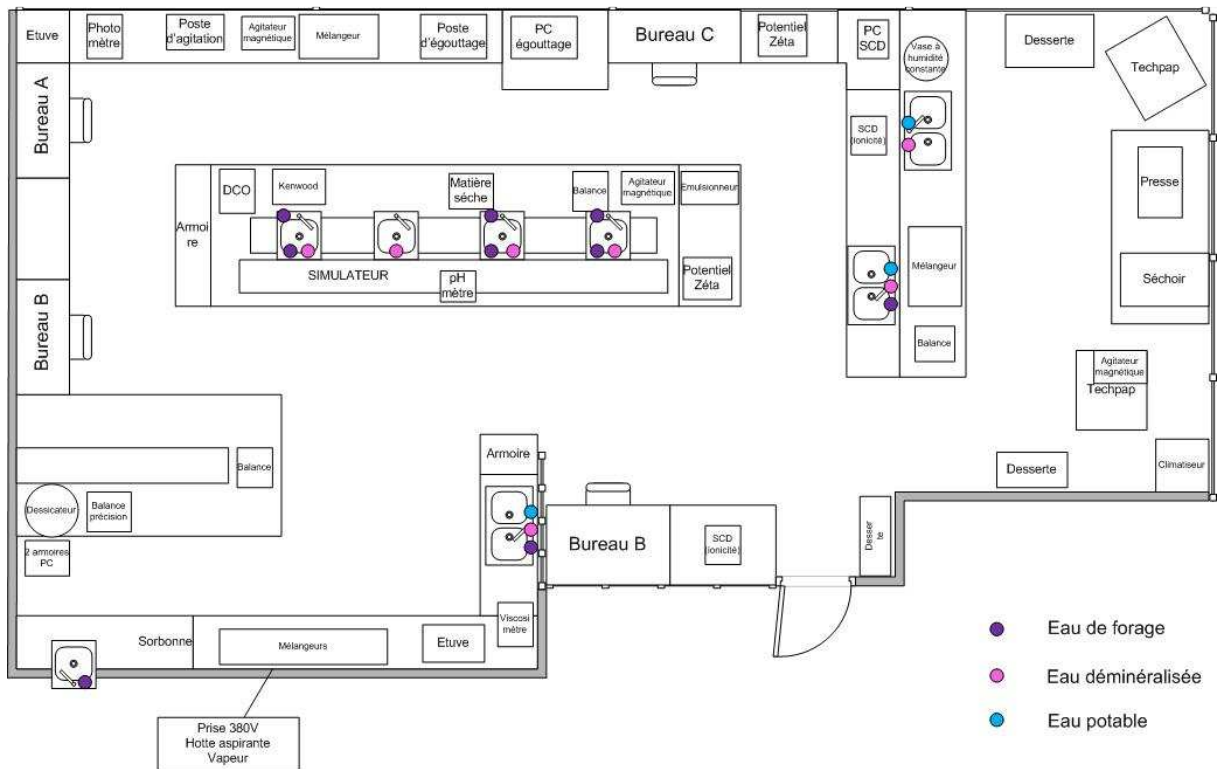 Etuve
Photo
mètre
Poste
d'agitation
Agitateur
magnétique
Mélangeur
Poste
d'égouttage
PC
égouttage
Bureau C
Potentiel
Zéta
PC
SCD
Vase à
humidité
constante
Desserte
Techpap
Bureau A
SCD
(ionicité)
Presse
Armoi
re
DCO
Kenwood
Matière
séche
Balance
Agitateur
magnétique
Emulsionneur
SIMULATEUR
pH
mètre
Potentiel
Zéta
Mélangeur
Séchoir
Bureau B
Balance
Agitateur
magnétique
Techpap
Armoire
Balance
Desserte
Climatiseur
Dessicateur
Balance
précision
2 armoires
PC
Bureau B
SCD
(ionicité)
Desser
te
Viscosi
mètre
Sorbonne
Mélangeurs
Etuve
Eau de forage
Eau déminéralisée
Eau potable
Prise 380V
Hotte aspirante
Vapeur